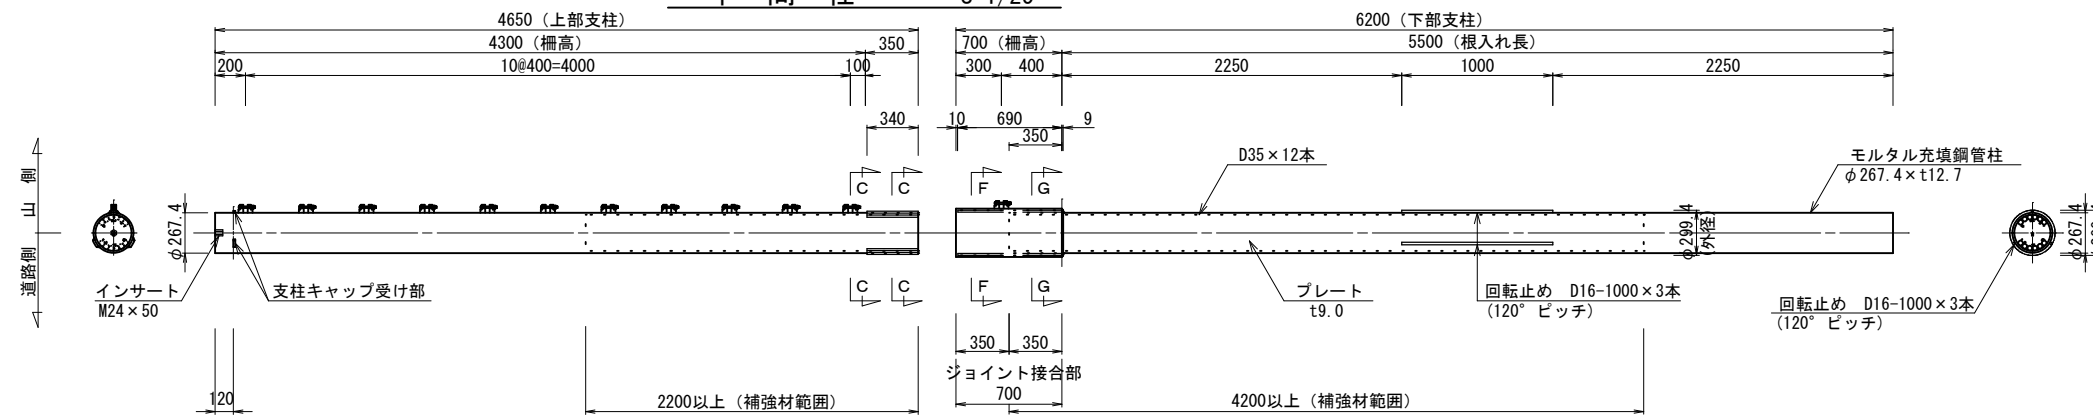 4650（上部支柱）
6200（下部支柱）
4300（柵高）
350
700（柵高）
5500（根入れ長）
200
10@400=4000
100
300
400
2250
1000
2250
340
10
690
9
350
D35×12本
モルタル充填鋼管柱
φ267.4×t12.7
C
C
F
G
山側
道路側
φ267.4
φ299.4
（外径）
φ267.4
インサート
M24×50
支柱キャップ受け部
C
C
F
G
プレート
t9.0
回転止め D16-1000×3本
(120°ピッチ)
回転止め D16-1000×3本
(120°ピッチ)
350
350
ジョイント接合部
700
120
2200以上（補強材範囲）
4200以上（補強材範囲）